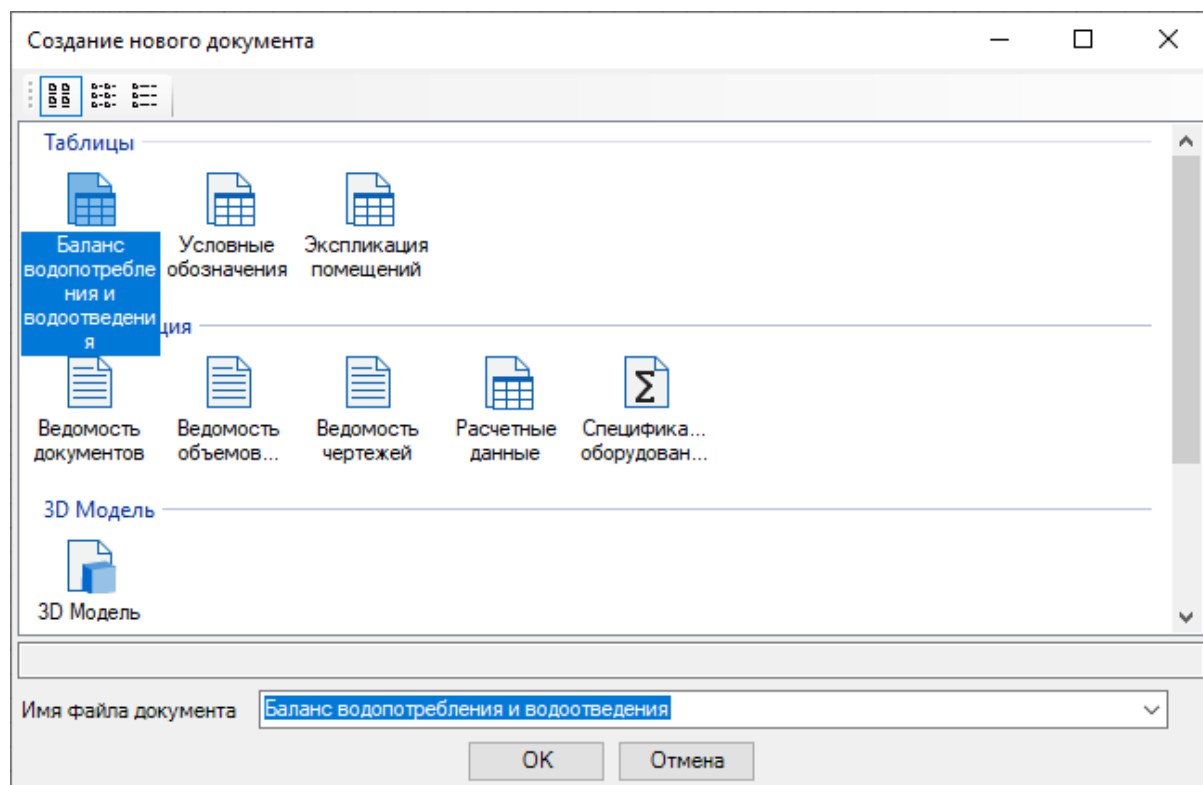 Создание нового документа
Таблицы
Баланс
водопотребле
ния и
водоотведени
я
Условные
обозначения
Экспликация
помещений
ция
Ведомость
документов
Ведомость
объемов...
Ведомость
чертежей
Расчетные
данные
Специфика...
оборудован...
3D Модель
3D Модель
Имя файла документа
Баланс водопотребления и водоотведения
OK
Отмена